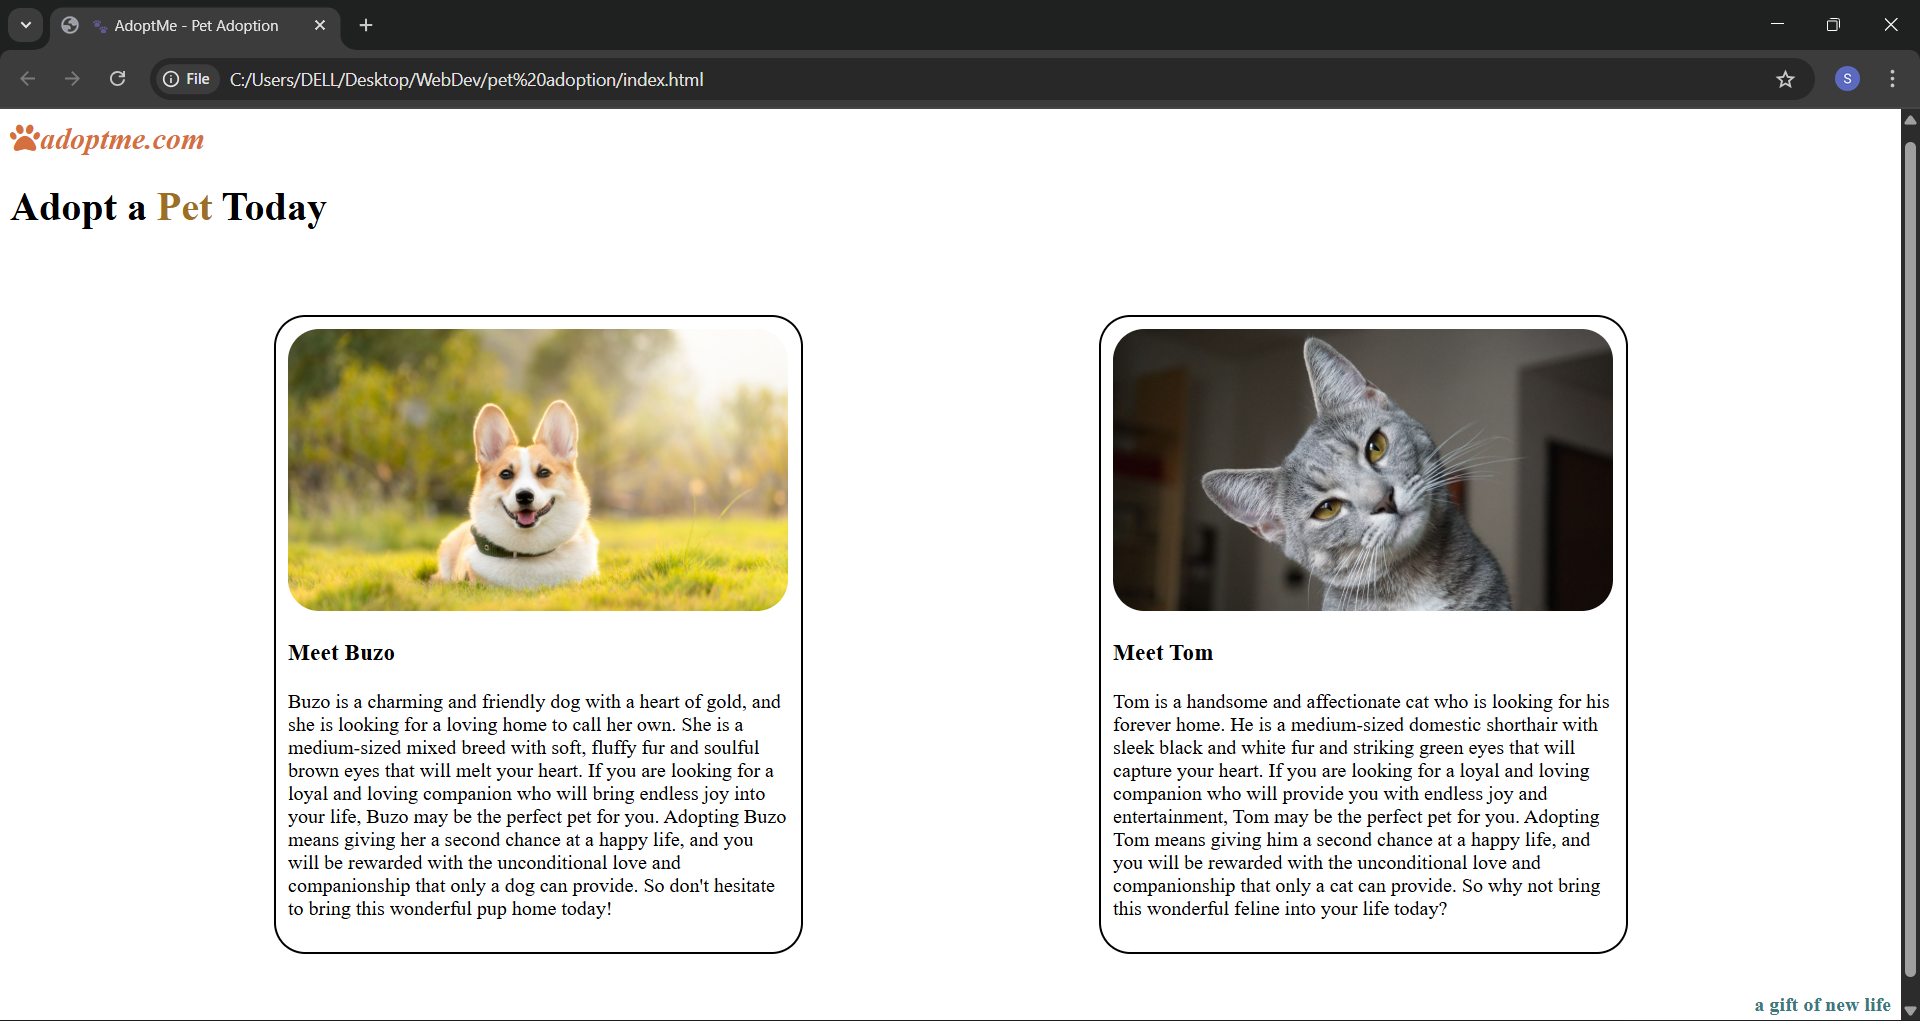 AdoptMe - Pet Adoption
File C:/Users/DELL/Desktop/WebDev/pet%20adoption/index.html
S
adoptme.com
Adopt a Pet Today
Meet Buzo
Buzo is a charming and friendly dog with a heart of gold, and
she is looking for a loving home to call her own. She is a
medium-sized mixed breed with soft, fluffy fur and soulful
brown eyes that will melt your heart. If you are looking for a
loyal and loving companion who will bring endless joy into
your life, Buzo may be the perfect pet for you. Adopting Buzo
means giving her a second chance at a happy life, and you
will be rewarded with the unconditional love and
companionship that only a dog can provide. So don't hesitate
to bring this wonderful pup home today!
Meet Tom
Tom is a handsome and affectionate cat who is looking for his
forever home. He is a medium-sized domestic shorthair with
sleek black and white fur and striking green eyes that will
capture your heart. If you are looking for a loyal and loving
companion who will provide you with endless joy and
entertainment, Tom may be the perfect pet for you. Adopting
Tom means giving him a second chance at a happy life, and
you will be rewarded with the unconditional love and
companionship that only a cat can provide. So why not bring
this wonderful feline into your life today?
a gift of new life